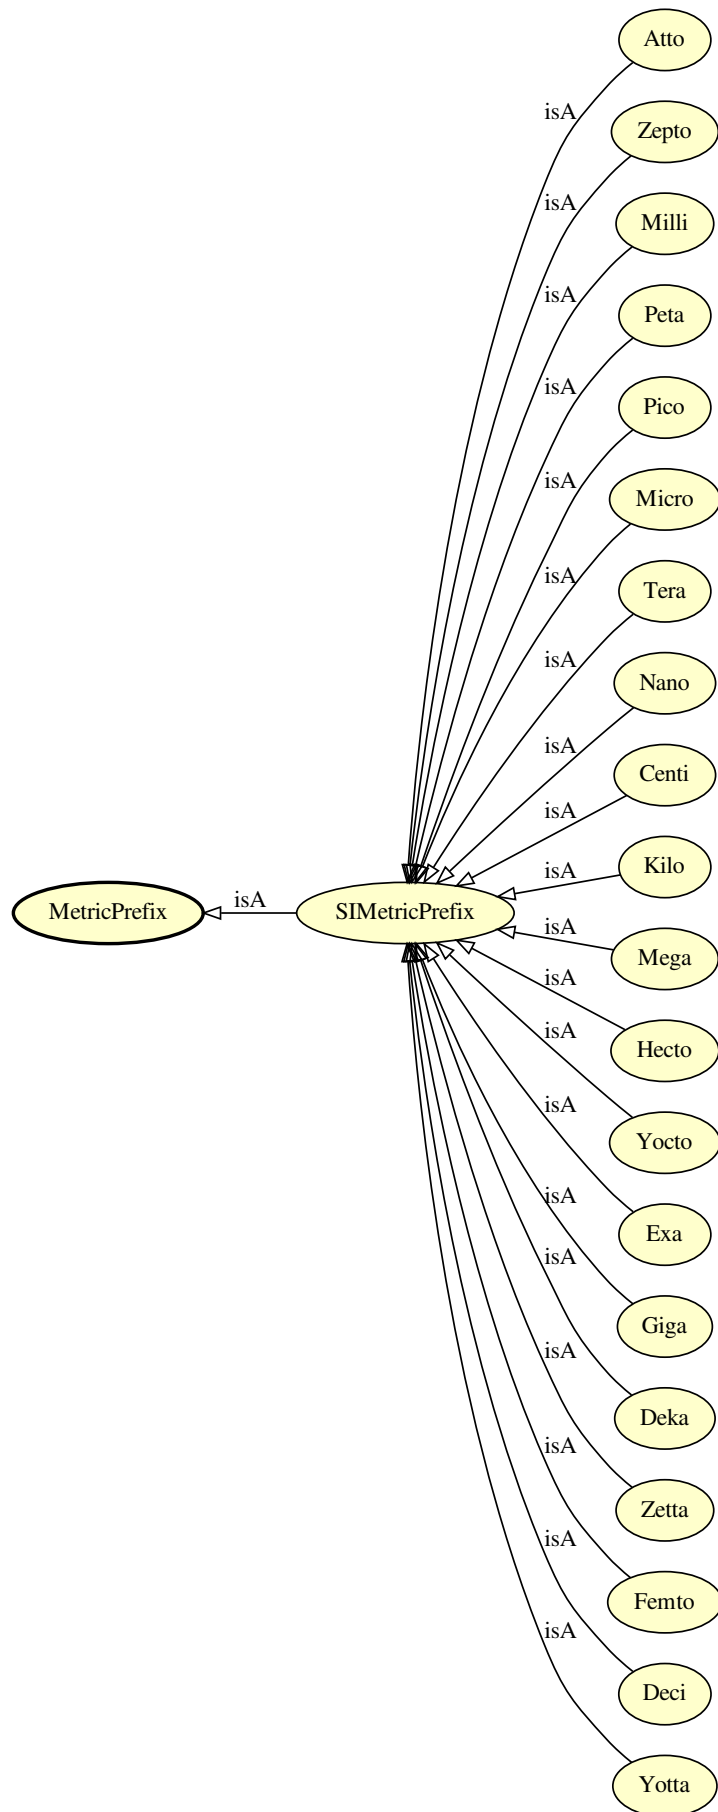 Atto
isA
Zepto
isA
Milli
isA
Peta
isA
Pico
isA
Micro
isA
Tera
isA
Nano
isA
Centi
isA
Kilo
isA
MetricPrefix
isA
SIMetricPrefix
isA
Mega
isA
Hecto
isA
Yocto
isA
Exa
isA
Giga
isA
Deka
isA
Zetta
isA
Femto
isA
Deci
isA
Yotta